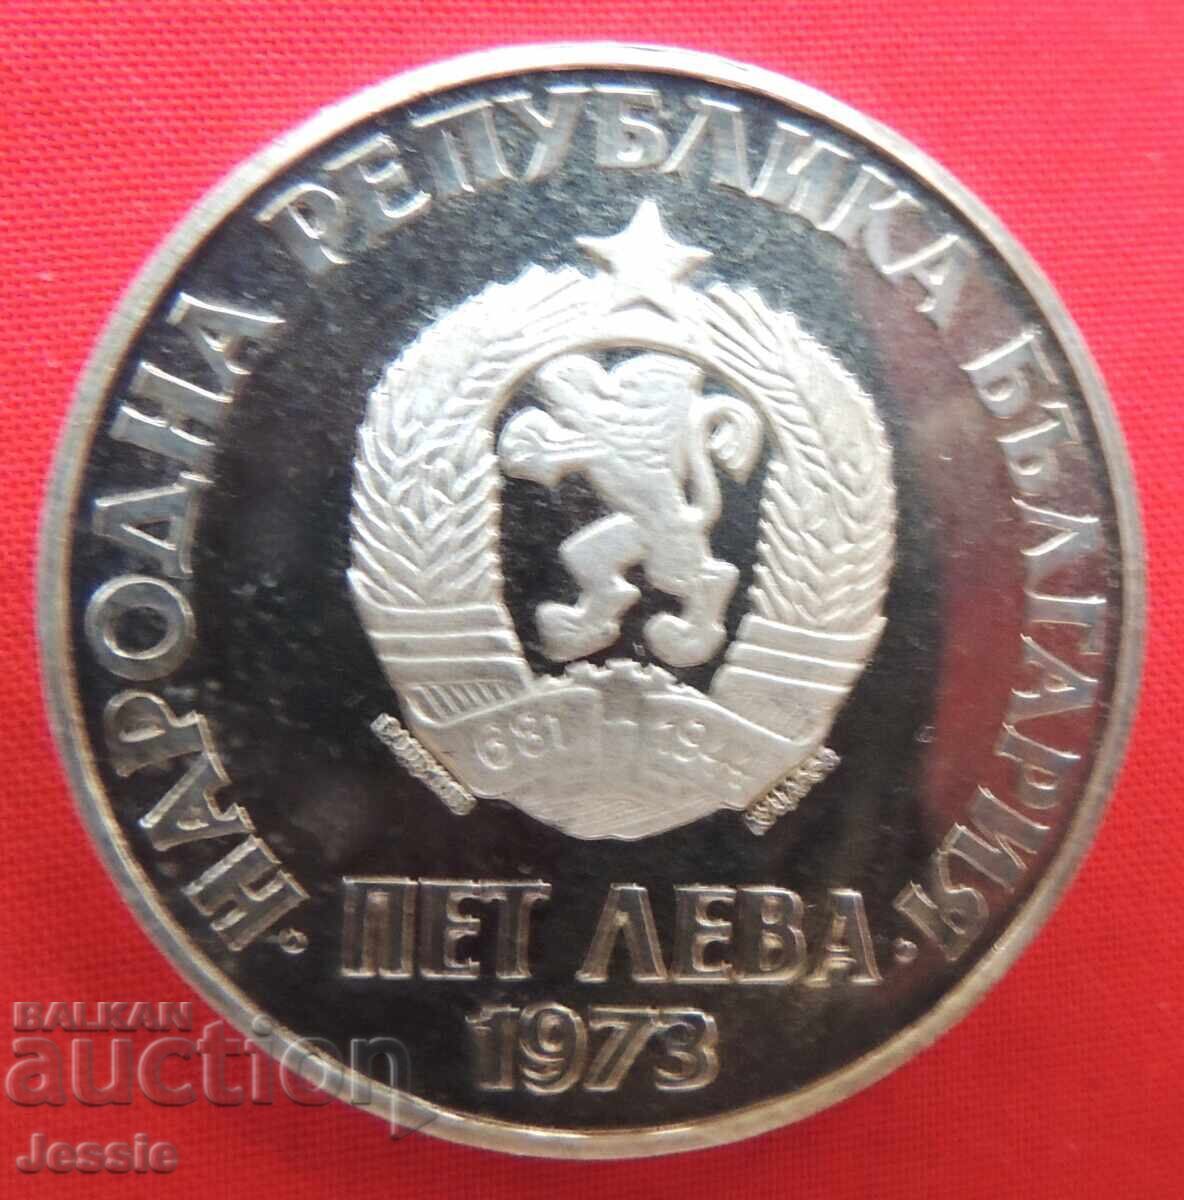 НАРОДНА РЕПУБЛИКА БЪЛГАРИЯ
681 1944
ПЕТ ЛЕВА
1973
BALKAN
auction
Jessie